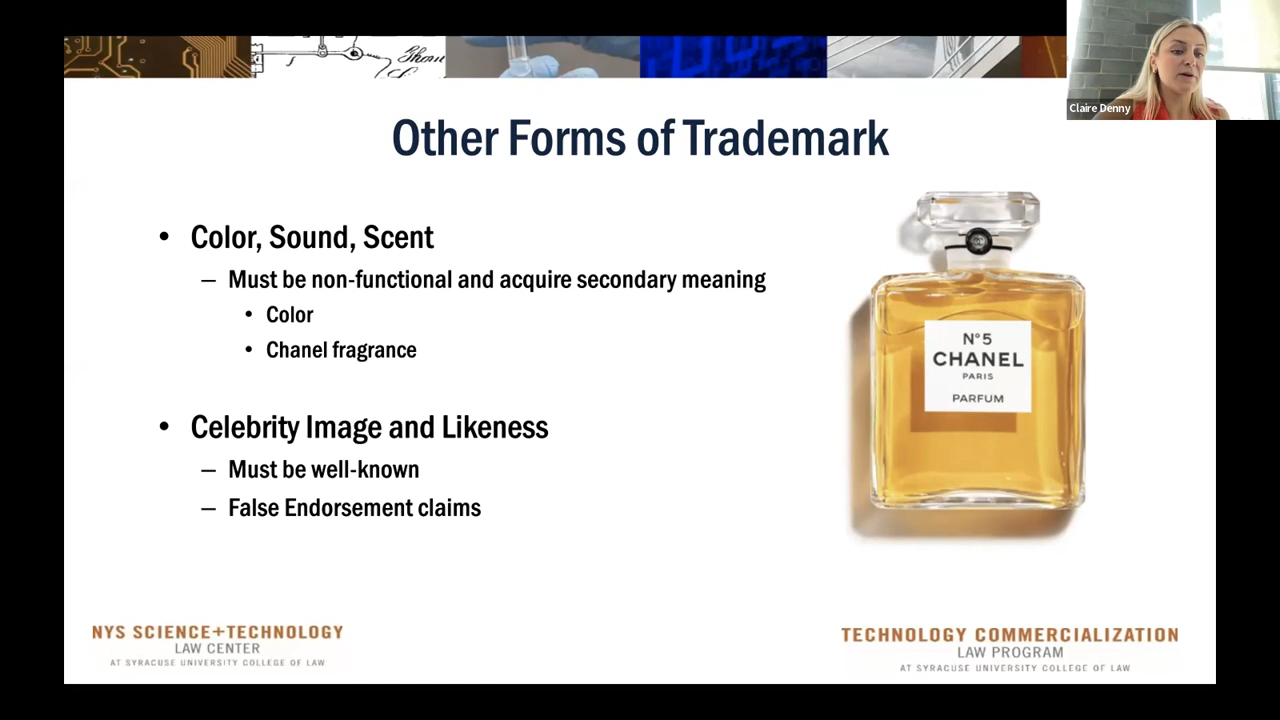 Claire Denny
Other Forms of Trademark
• Color, Sound, Scent
– Must be non-functional and acquire secondary meaning
• Color
• Chanel fragrance
• Celebrity Image and Likeness
– Must be well-known
– False Endorsement claims
N°5
CHANEL
PARIS
PARFUM
NYS SCIENCE+TECHNOLOGY
LAW CENTER
AT SYRACUSE UNIVERSITY COLLEGE OF LAW
TECHNOLOGY COMMERCIALIZATION
LAW PROGRAM
AT SYRACUSE UNIVERSITY COLLEGE OF LAW